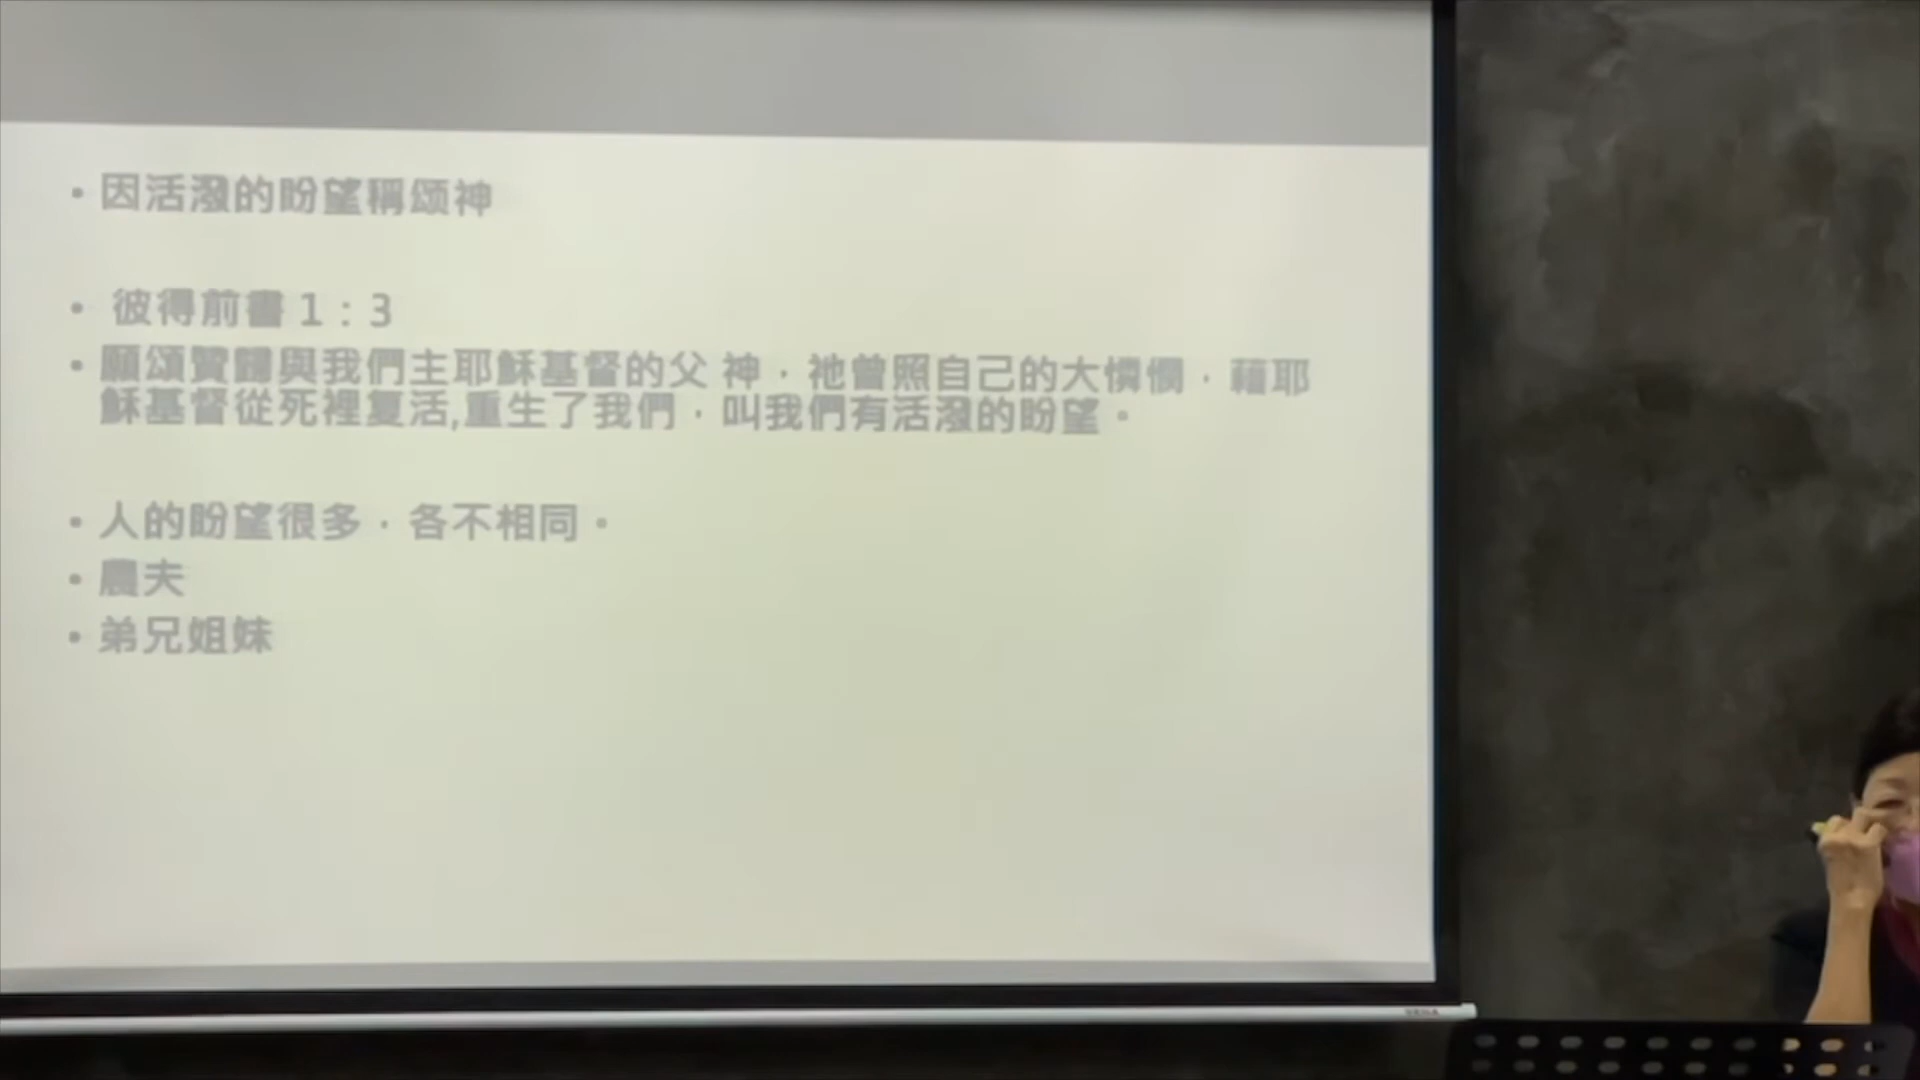 • 因活潑的盼望稱颂神
• 彼得前書 1：3
• 願頌贊歸與我們主耶穌基督的父 神，祂曾照自己的大憐憫，藉耶
穌基督從死裡复活,重生了我們，叫我們有活潑的盼望。
• 人的盼望很多，各不相同。
• 農夫
• 弟兄姐妹